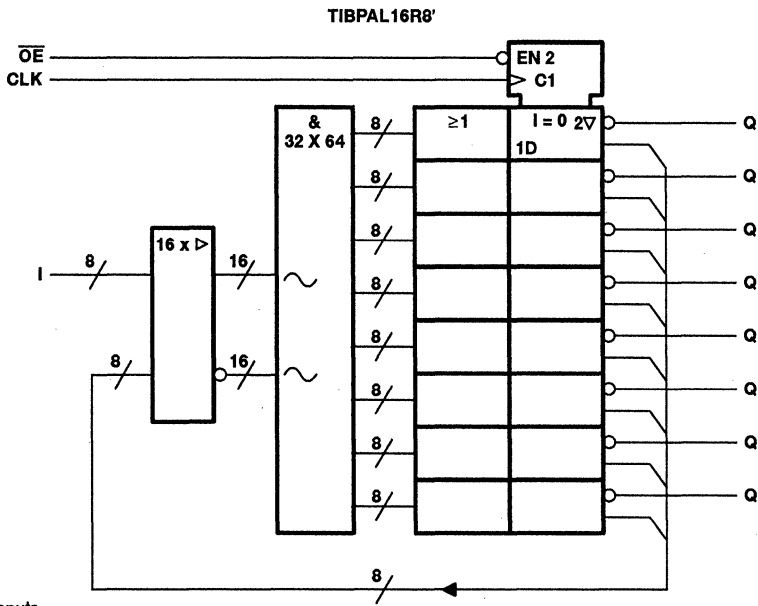 TIBPAL16R8'
OE
CLK
EN 2
C1
&
32 X 64
8
≥1
I = 0 2▽
1D
Q
8
Q
8
Q
16 x ▷
I
8
16
8
Q
8
16
8
Q
8
Q
8
Q
8
Q
8